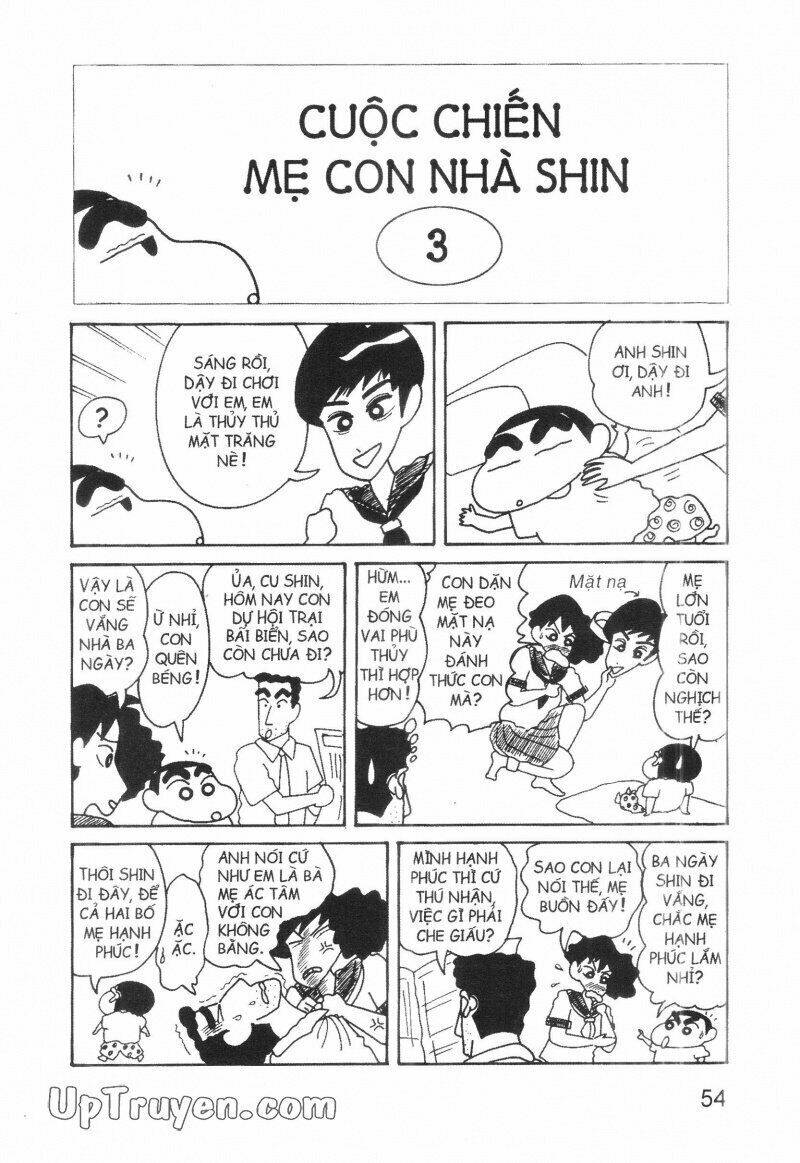 CUỘC CHIẾN
MẸ CON NHÀ SHIN
3
ANH SHIN
ƠI, DẬY ĐI
ANH!
SÁNG RỒI,
DẬY ĐI CHƠI
VỚI EM, EM
LÀ THỦY THỦ
MẶT TRĂNG
NÈ!
?
MẸ
LỚN
TUỔI
RỒI,
SAO
CÒN
NGHỊCH
THẾ?
Mặt nạ
CON DẶN
MẸ ĐEO
MẶT NẠ
NÀY
ĐÁNH
THỨC CON
MÀ?
HỪM...
EM
ĐÓNG
VAI PHÙ
THỦY
THÌ HỢP
HƠN!
ỦA, CU SHIN,
HÔM NAY CON
DỰ HỘI TRẠI
BÃI BIỂN, SAO
CÒN CHƯA ĐI?
Ừ NHỈ,
CON
QUÊN
BÉNG!
VẬY LÀ
CON SẼ
VẮNG
NHÀ BA
NGÀY?
BA NGÀY
SHIN ĐI
VẮNG,
CHẮC MẸ
HẠNH
PHÚC LẮM
NHỈ?
SAO CON LẠI
NÓI THẾ, MẸ
BUỒN ĐẤY!
MÌNH HẠNH
PHÚC THÌ CỨ
THÚ NHẬN,
VIỆC GÌ PHẢI
CHE GIẤU?
ANH NÓI CỨ
NHƯ EM LÀ BÀ
MẸ ÁC TÂM
VỚI CON
KHÔNG
BẰNG.
ẶC
ẶC.
THÔI SHIN
ĐI ĐÂY, ĐỂ
CẢ HAI BỐ
MẸ HẠNH
PHÚC!
UpTruyen.com
54